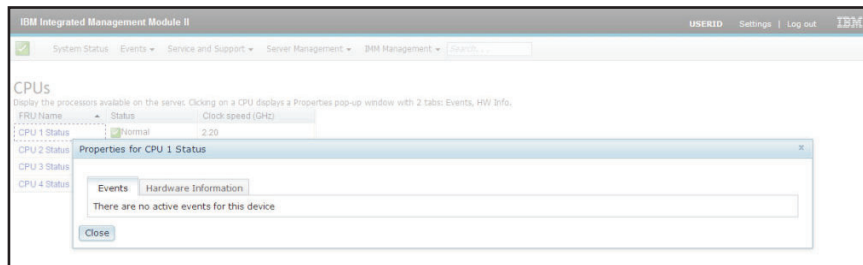 IBM Integrated Management Module II USERID Settings Log out IBM
System Status Events Service and Support Server Management IMM Management Search...
CPUs
Display the processors available on the server. Clicking on a CPU displays a Properties pop-up window with 2 tabs: Events, HW Info.
FRU Name Status Clock speed (GHz)
CPU 1 Status Normal 2.20
CPU 2 Status
CPU 3 Status
CPU 4 Status
Properties for CPU 1 Status x
Events Hardware Information
There are no active events for this device
Close